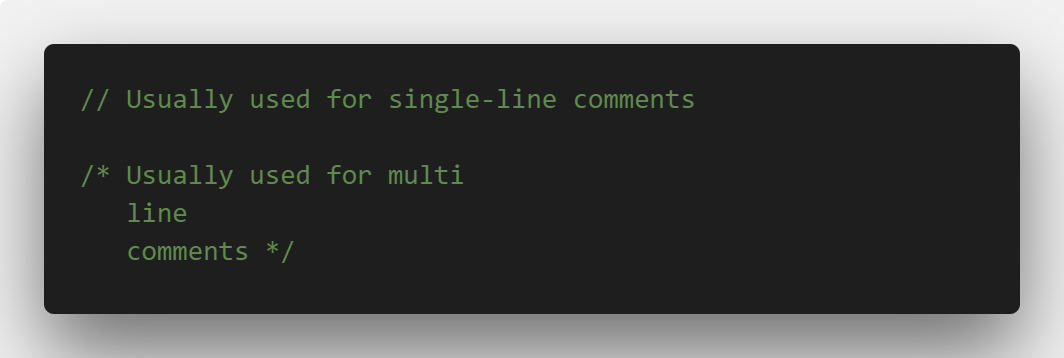 // Usually used for single-line comments
/* Usually used for multi
line
comments */